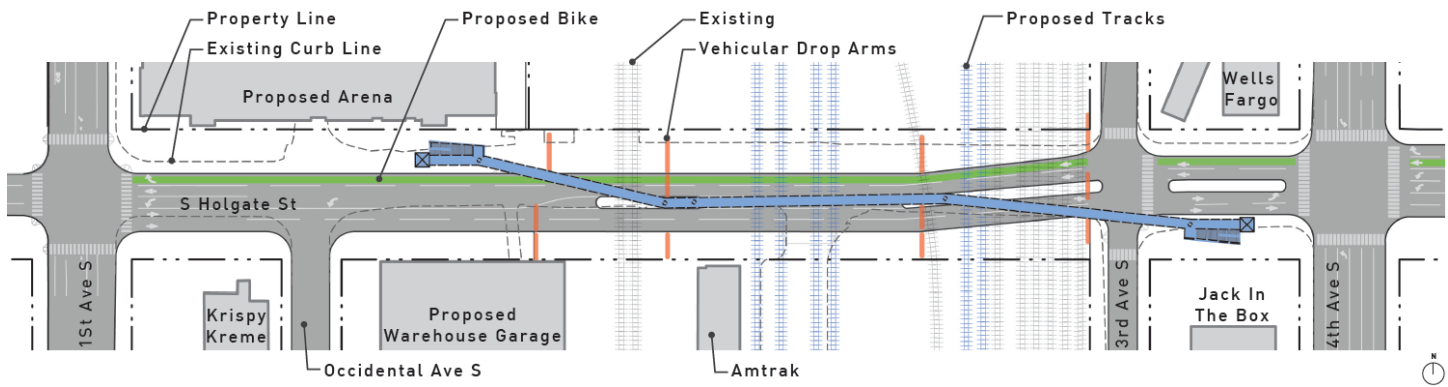 Property Line
Proposed Bike
Existing
Proposed Tracks
Existing Curb Line
Vehicular Drop Arms
Proposed Arena
Wells
Fargo
S Holgate St
1St Ave S
3rd Ave S
4th Ave S
Krispy
Kreme
Proposed
Warehouse Garage
Jack In
The Box
Occidental Ave S
Amtrak
N